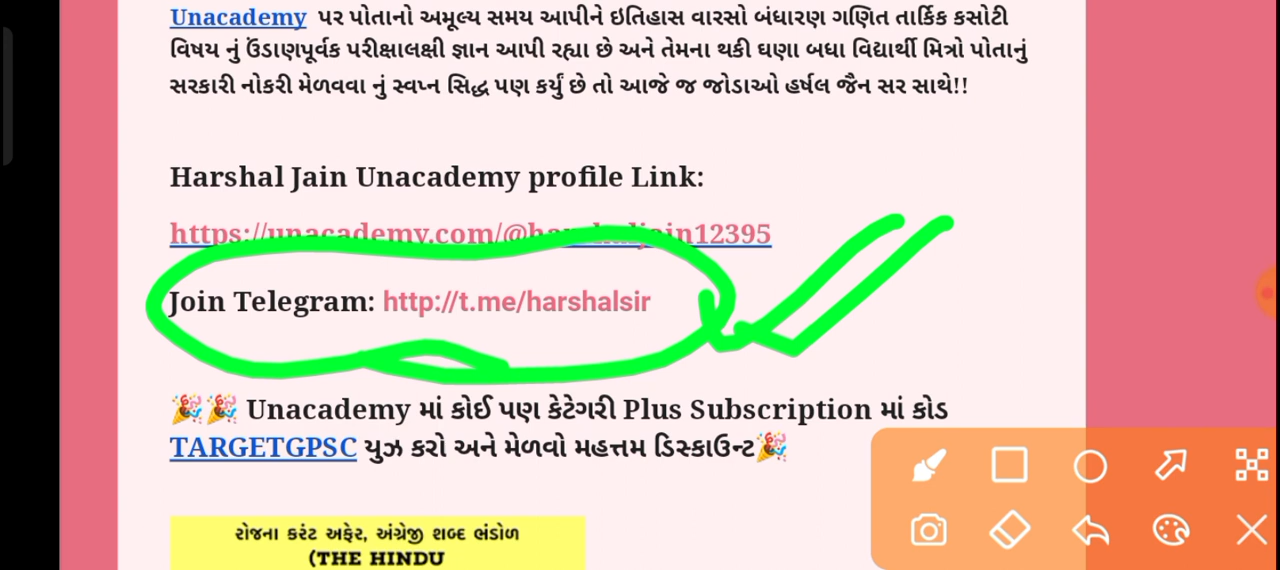 Unacademy પર પોતાનો અમૂલ્ય સમય આપીને ઇતિહાસ વારસો બંધારણ ગણિત તાર્કિક કસોટી
વિષય નું ઉંડાણપૂર્વક પરીક્ષાલક્ષી જ્ઞાન આપી રહ્યા છે અને તેમના થકી ઘણા બધા વિદ્યાર્થી મિત્રો પોતાનું
સરકારી નોકરી મેળવવા નું સ્વપ્ન સિદ્ધ પણ કર્યું છે તો આજે જ જોડાઓ હર્ષલ જૈન સર સાથે!!
Harshal Jain Unacademy profile Link:
https://unacademy.com/@harshaljain12395
Join Telegram: http://t.me/harshalsir
🎉🎉 Unacademy માં કોઈ પણ કેટેગરી Plus Subscription માં કોડ
TARGETGPSC યુઝ કરો અને મેળવો મહત્તમ ડિસ્કાઉન્ટ🎉
રોજના કરંટ અફેર, અંગ્રેજી શબ્દ ભંડોળ
(THE HINDU